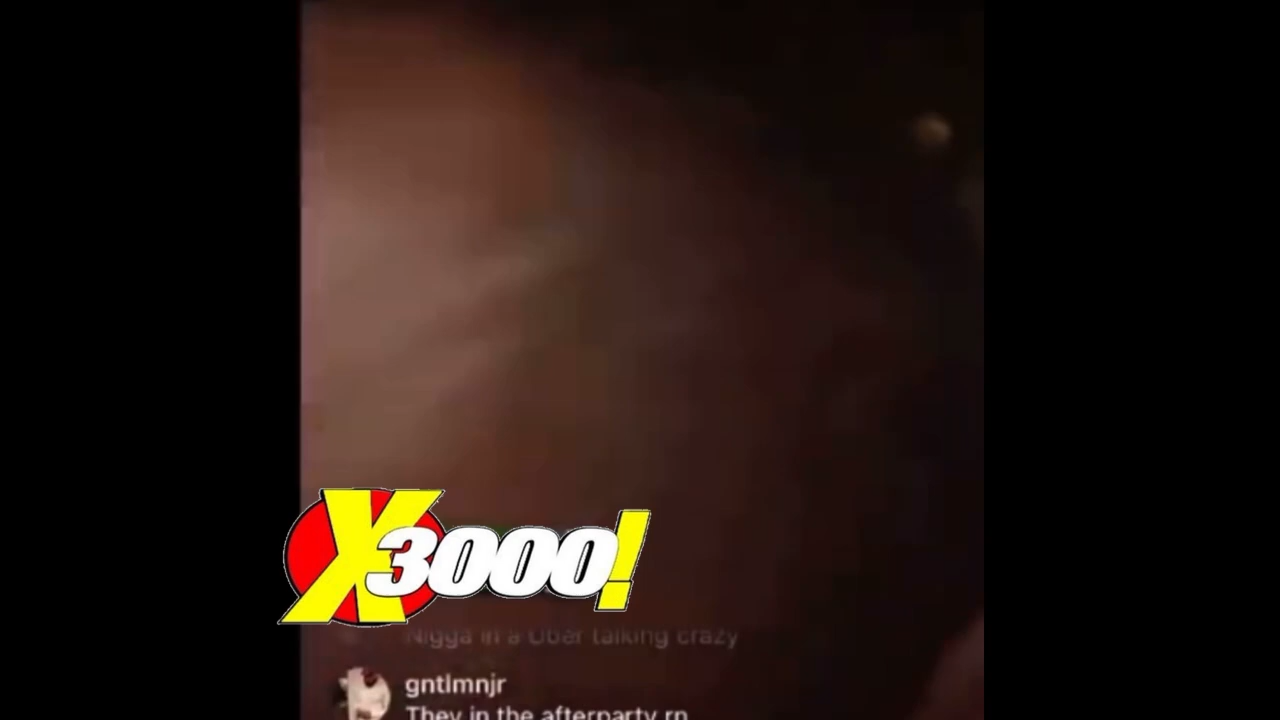 X3000!
Nigga in a Uber talking crazy
gntlmnjr
They in the afterparty rn